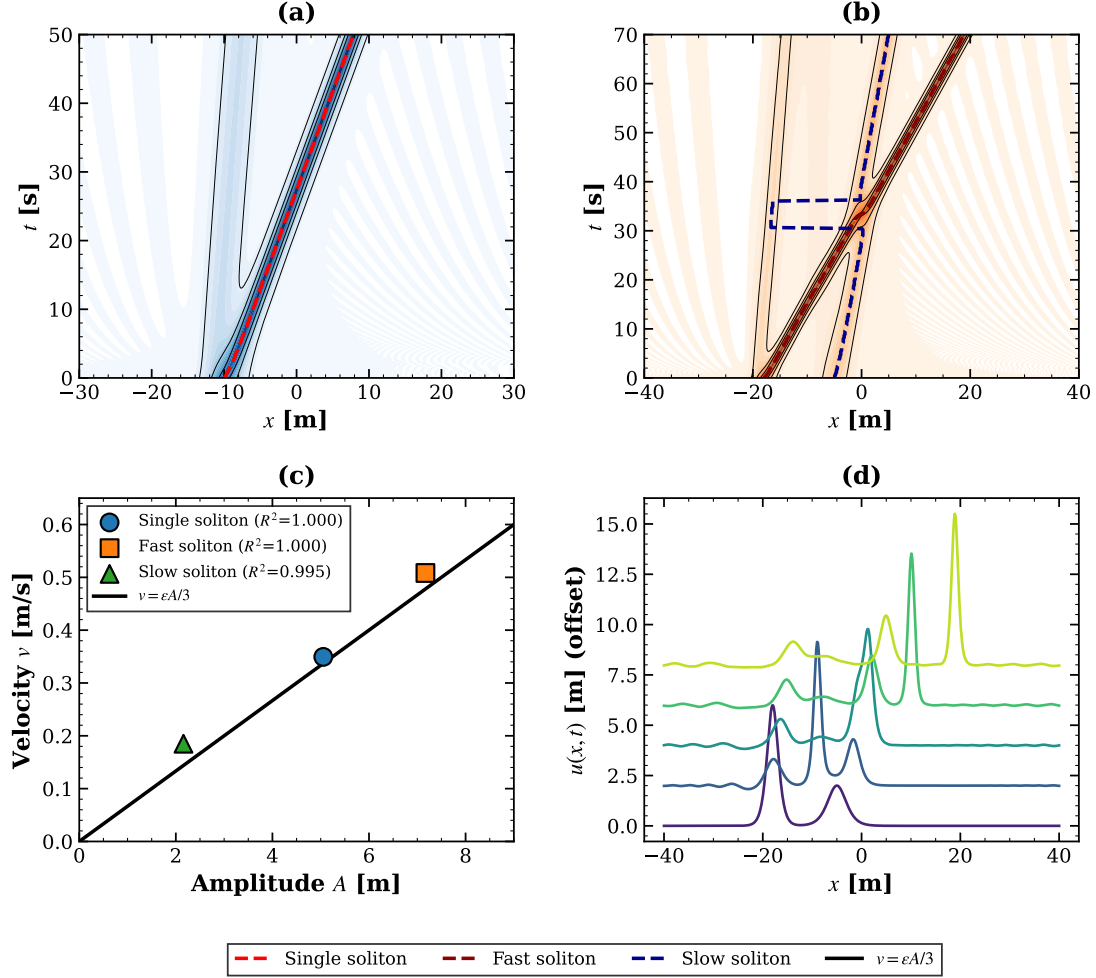 (a)
50
40
30
20
10
0
t [s]
−30 −20 −10 0 10 20 30
x [m]
(b)
70
60
50
40
30
20
10
0
t [s]
−40 −20 0 20 40
x [m]
(c)
0.6
0.5
0.4
0.3
0.2
0.1
0.0
Velocity v [m/s]
Single soliton (R²=1.000)
Fast soliton (R²=1.000)
Slow soliton (R²=0.995)
v = εA/3
0 2 4 6 8
Amplitude A [m]
(d)
15.0
12.5
10.0
7.5
5.0
2.5
0.0
u(x, t) [m] (offset)
−40 −20 0 20 40
x [m]
Single soliton Fast soliton Slow soliton v = εA/3